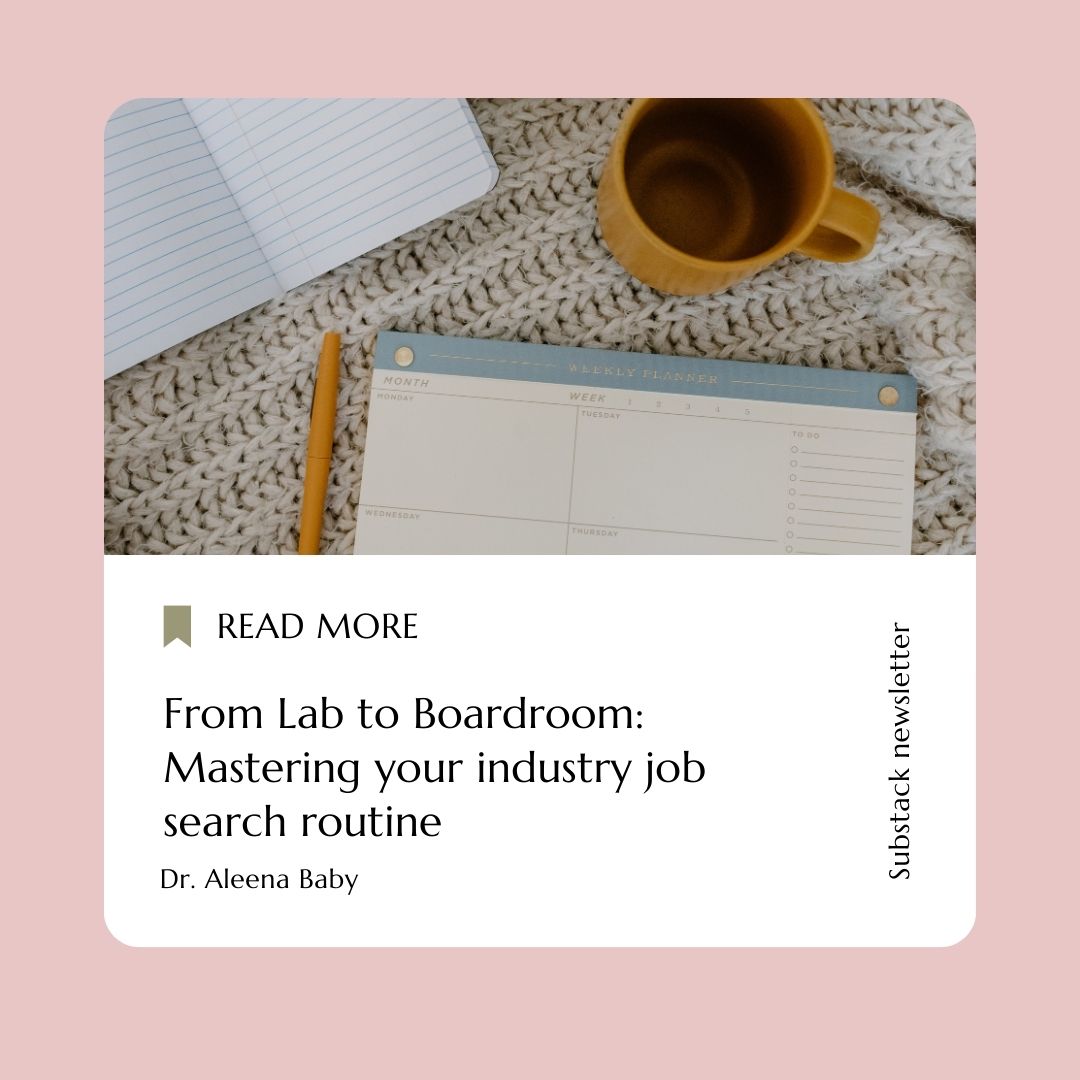 WEEKLY PLANNER
MONTH
WEEK 1 2 3 4 5
MONDAY
TUESDAY
TO DO
WEDNESDAY
THURSDAY
READ MORE
From Lab to Boardroom:
Mastering your industry job
search routine
Dr. Aleena Baby
Substack newsletter